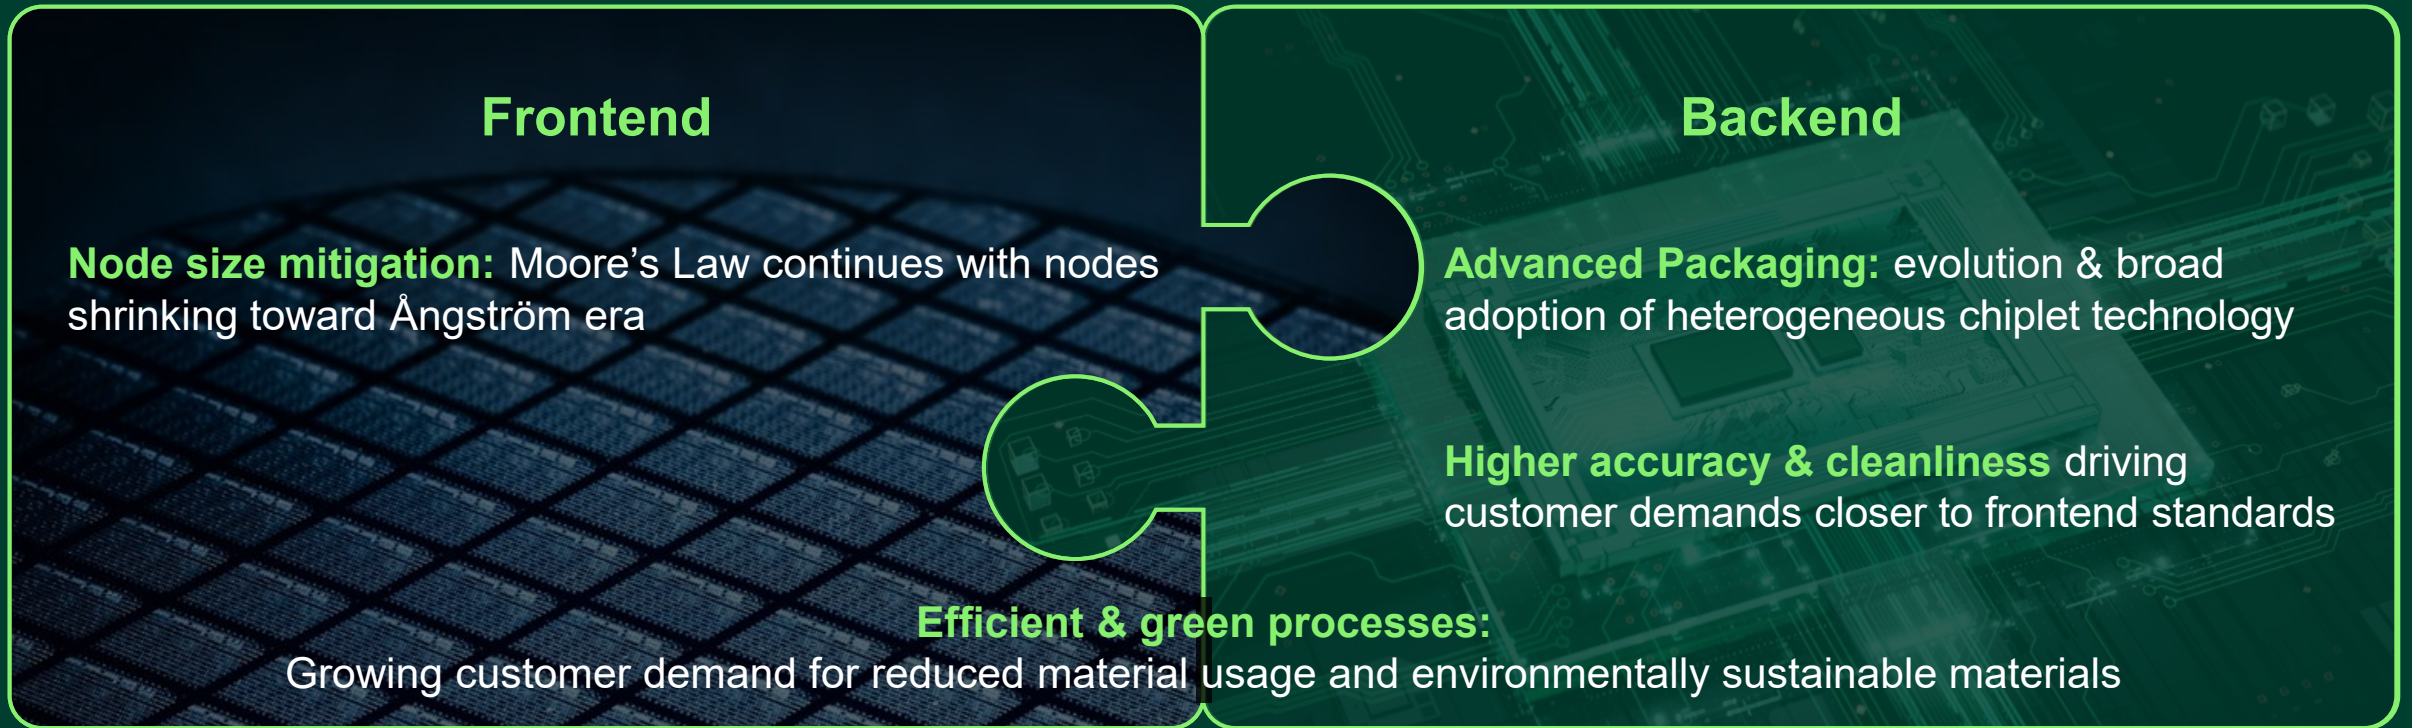 Frontend
Node size mitigation: Moore’s Law continues with nodes
shrinking toward Ångström era
Backend
Advanced Packaging: evolution & broad
adoption of heterogeneous chiplet technology
Higher accuracy & cleanliness driving
customer demands closer to frontend standards
Efficient & green processes:
Growing customer demand for reduced material usage and environmentally sustainable materials